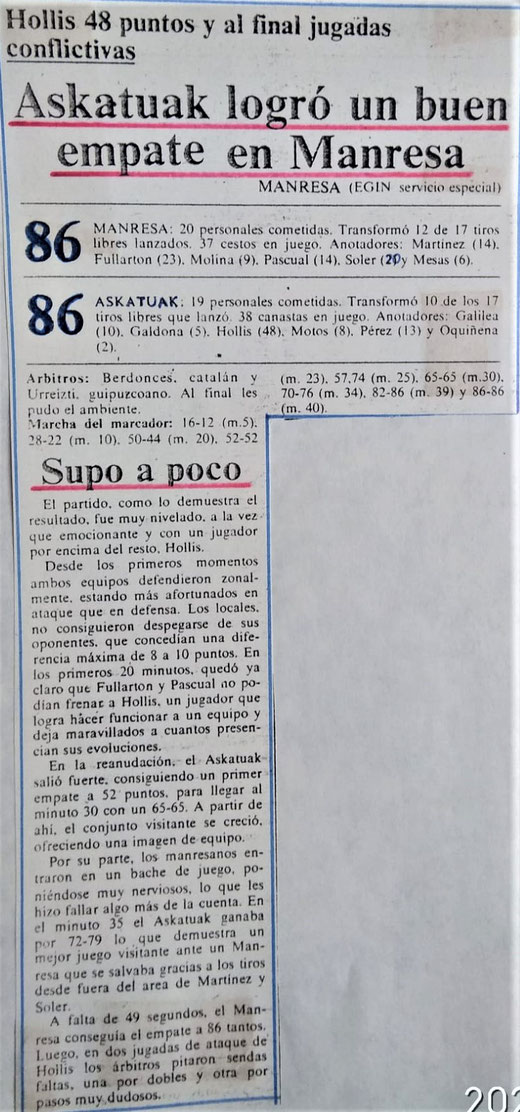 Hollis 48 puntos y al final jugadas
conflictivas
Askatuak logró un buen
empate en Manresa
MANRESA (EGIN servicio especial)
86
MANRESA: 20 personales cometidas. Transformó 12 de 17 tiros
libres lanzados. 37 cestos en juego. Anotadores: Martínez (14),
Fullarton (23), Molina (9), Pascual (14), Soler (20) y Mesas (6).
86
ASKATUAK: 19 personales cometidas. Transformó 10 de los 17
tiros libres que lanzó. 38 canastas en juego. Anotadores: Galilea
(10), Galdona (5), Hollis (48), Motos (8), Pérez (13) y Oquiñena
(2).
Arbitros: Berdonces, catalán y
Urreizti, guipuzcoano. Al final les
pudo el ambiente.
Marcha del marcador: 16-12 (m.5),
28-22 (m. 10), 50-44 (m. 20), 52-52
(m. 23), 57,74 (m. 25), 65-65 (m.30),
70-76 (m. 34), 82-86 (m. 39) y 86-86
(m. 40).
Supo a poco
El partido, como lo demuestra el
resultado, fue muy nivelado, a la vez
que emocionante y con un jugador
por encima del resto, Hollis.
Desde los primeros momentos
ambos equipos defendieron zonal-
mente, estando más afortunados en
ataque que en defensa. Los locales,
no consiguieron despegarse de sus
oponentes, que concedían una dife-
rencia máxima de 8 a 10 puntos. En
los primeros 20 minutos, quedó ya
claro que Fullarton y Pascual no po-
dían frenar a Hollis, un jugador que
logra hácer funcionar a un equipo y
deja maravillados a cuantos presen-
cian sus evoluciones.
En la reanudación, el Askatuak
salió fuerte, consiguiendo un primer
empate a 52 puntos, para llegar al
minuto 30 con un 65-65. A partir de
ahí, el conjunto visitante se creció,
ofreciendo una imagen de equipo.
Por su parte, los manresanos en-
traron en un bache de juego, po-
niéndose muy nerviosos, lo que les
hizo fallar algo más de la cuenta. En
el minuto 35 el Askatuak ganaba
por 72-79 lo que demuestra un
mejor juego visitante ante un Man-
resa que se salvaba gracias a los tiros
desde fuera del area de Martínez y
Soler.
A falta de 49 segundos, el Man-
resa conseguía el empate a 86 tantos.
Luego, en dos jugadas de ataque de
Hollis los árbitros pitaron sendas
faltas, una por dobles y otra por
pasos muy dudosos.
202